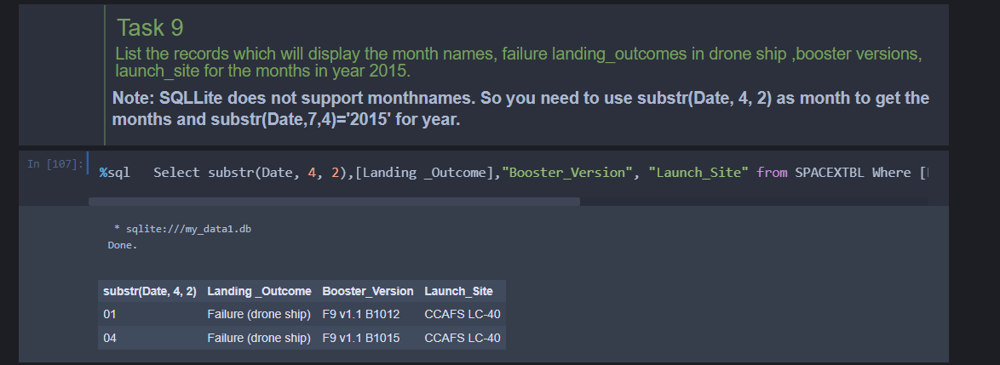 Task 9
List the records which will display the month names, failure landing_outcomes in drone ship ,booster versions,
launch_site for the months in year 2015.
Note: SQLLite does not support monthnames. So you need to use substr(Date, 4, 2) as month to get the
months and substr(Date,7,4)='2015' for year.
In [107]:
%sql Select substr(Date, 4, 2),[Landing _Outcome],"Booster_Version", "Launch_Site" from SPACEXTBL Where [
* sqlite:///my_data1.db
Done.
substr(Date, 4, 2) Landing _Outcome Booster_Version Launch_Site
01 Failure (drone ship) F9 v1.1 B1012 CCAFS LC-40
04 Failure (drone ship) F9 v1.1 B1015 CCAFS LC-40